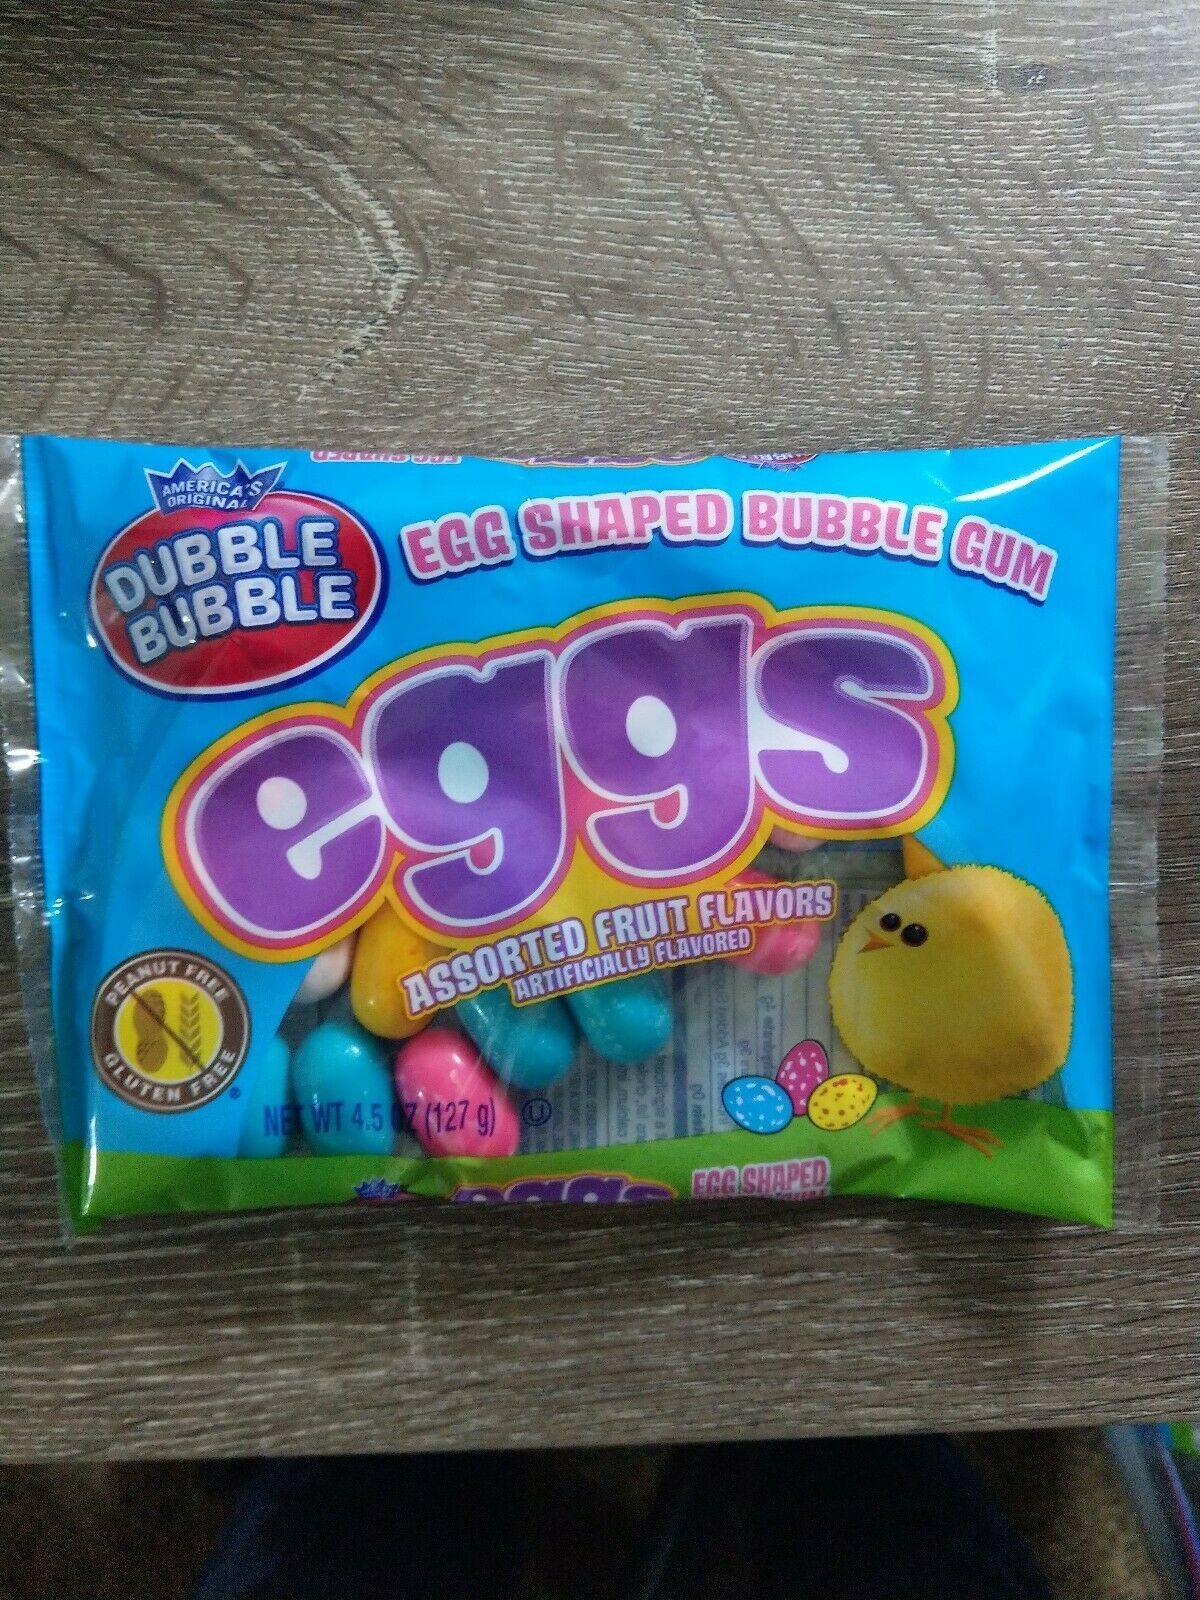 AMERICA'S
ORIGINAL
DUBBLE
BUBBLE
EGG SHAPED BUBBLE GUM
eggs
ASSORTED FRUIT FLAVORS
ARTIFICIALLY FLAVORED
PEANUT FREE
GLUTEN FREE
NET WT 4.5 OZ (127 g)
U
eggs
EGG SHAPED